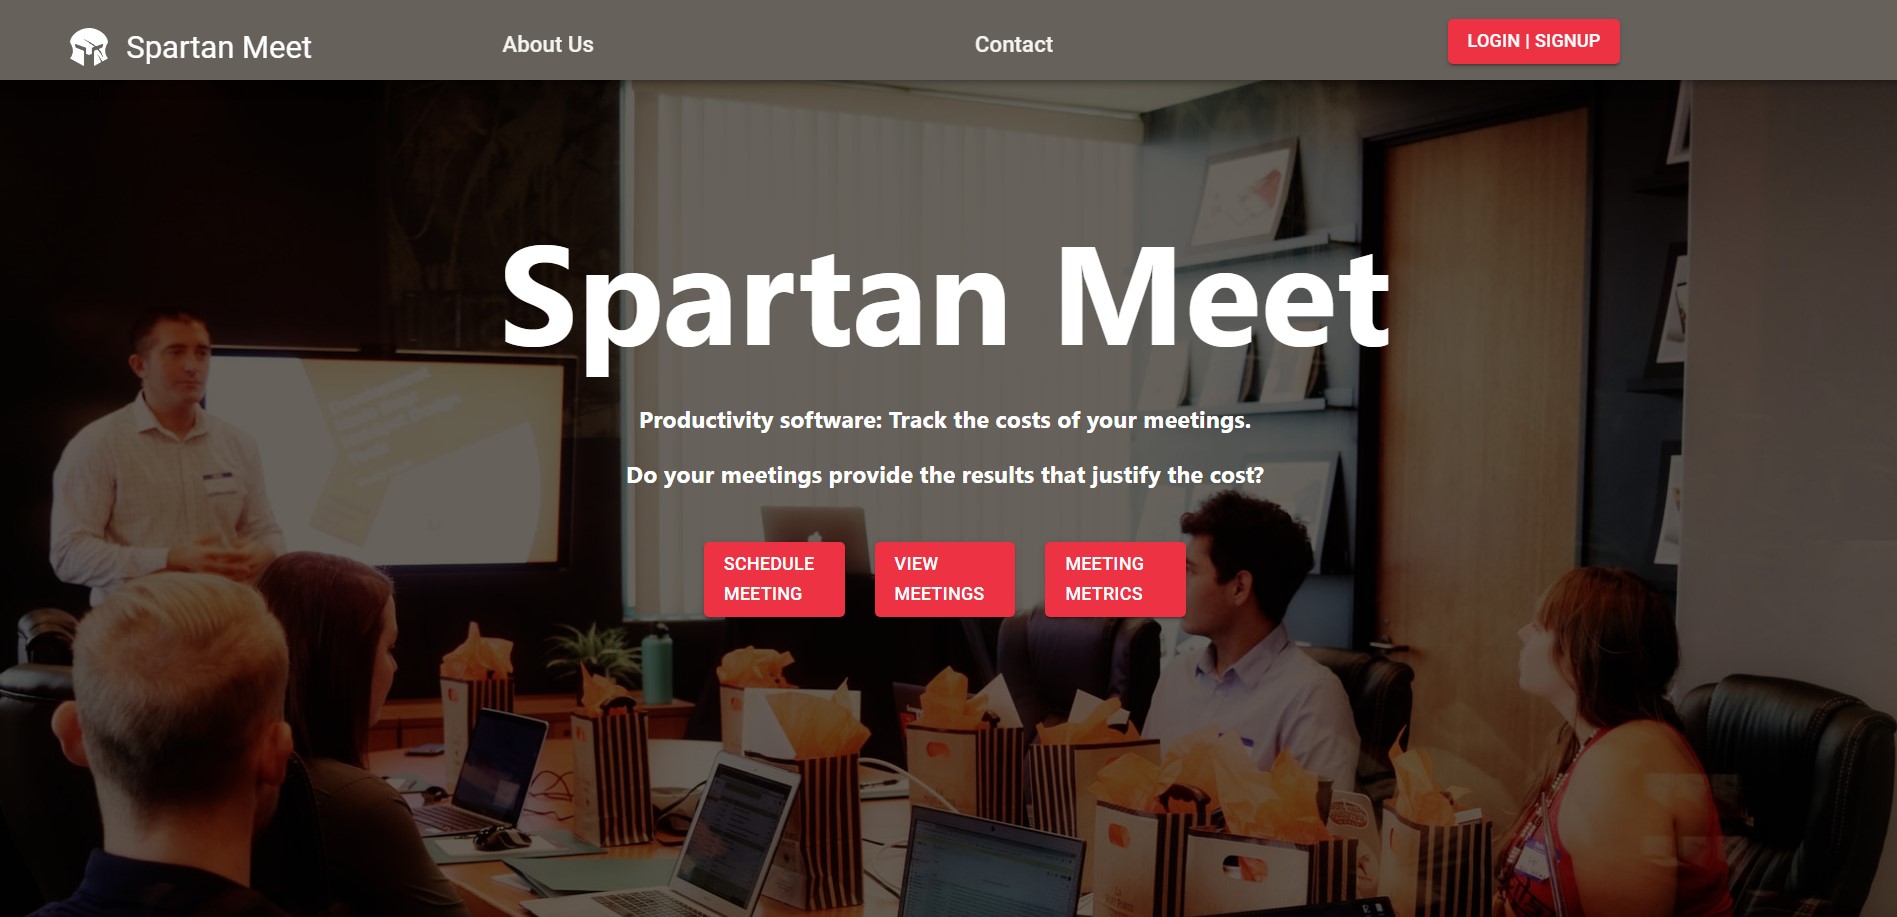 Spartan Meet
About Us
Contact
LOGIN | SIGNUP
Spartan Meet
Productivity software: Track the costs of your meetings.
Do your meetings provide the results that justify the cost?
SCHEDULE
MEETING
VIEW
MEETINGS
MEETING
METRICS